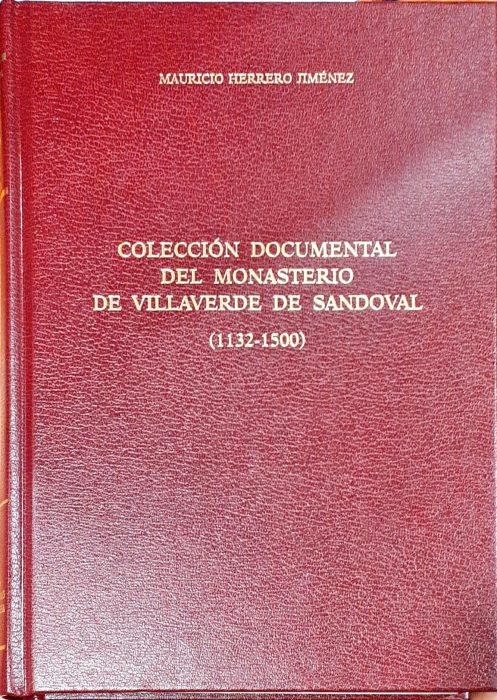 MAURICIO HERRERO JIMÉNEZ
COLECCIÓN DOCUMENTAL
DEL MONASTERIO
DE VILLAVERDE DE SANDOVAL
(1132-1500)